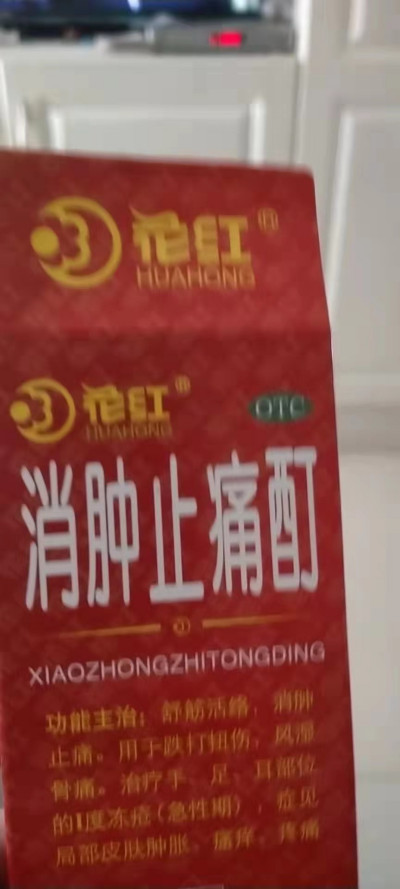 花红®
HUAHONG
花红®
HUAHONG
OTC
消肿止痛酊
XIAOZHONGZHITONGDING
功能主治：舒筋活络，消肿
止痛。用于跌打扭伤，风湿
骨痛。治疗手、足、耳部位
的Ⅰ度冻疮（急性期），症见
局部皮肤肿胀、瘙痒、疼痛